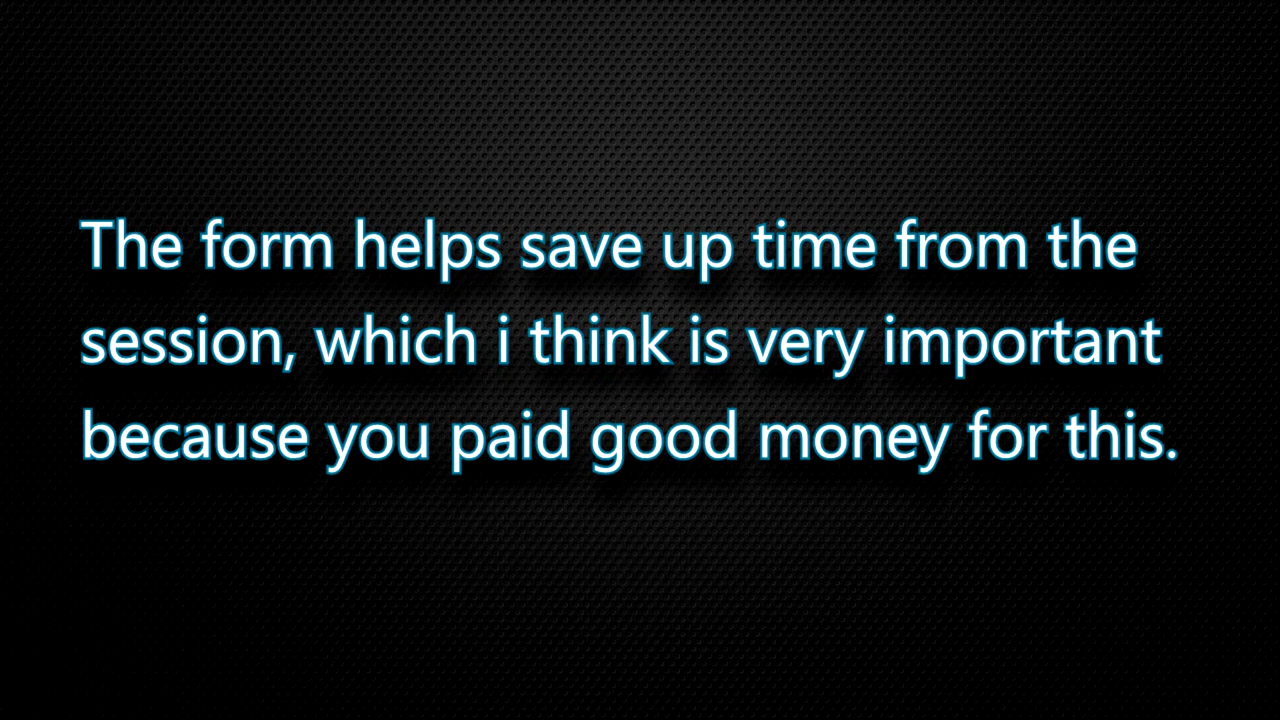 The form helps save up time from the
session, which i think is very important
because you paid good money for this.